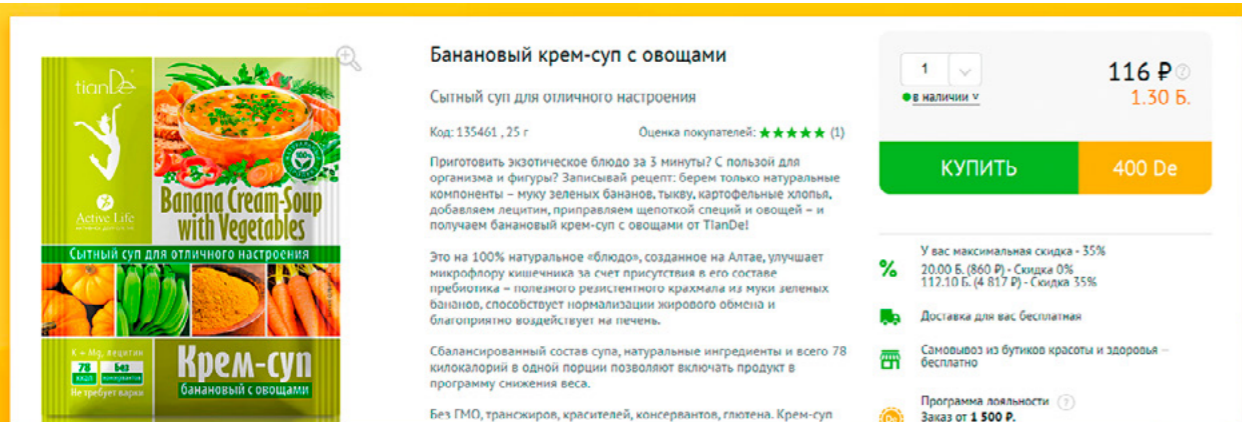 tianDe
Active Life
Banana Cream-Soup
with Vegetables
Сытный суп для отличного настроения
К + Mg, лецитин
78
ккал
Без
консервантов
Не требует варки
Крем-суп
банановый с овощами
100%
Банановый крем-суп с овощами
Сытный суп для отличного настроения
Код: 135461 , 25 г
Оценка покупателей: ★★★★★ (1)
Приготовить экзотическое блюдо за 3 минуты? С пользой для
организма и фигуры? Записывай рецепт: берем только натуральные
компоненты – муку зеленых бананов, тыкву, картофельные хлопья,
добавляем лецитин, приправляем щепоткой специй и овощей – и
получаем банановый крем-суп с овощами от TianDe!
Это на 100% натуральное «блюдо», созданное на Алтае, улучшает
микрофлору кишечника за счет присутствия в его составе
пребиотика – полезного резистентного крахмала из муки зеленых
бананов, способствует нормализации жирового обмена и
благоприятно воздействует на печень.
Сбалансированный состав супа, натуральные ингредиенты и всего 78
килокалорий в одной порции позволяют включать продукт в
программу снижения веса.
Без ГМО, трансжиров, красителей, консервантов, глютена. Крем-суп
1
в наличии
116 ₽
1.30 Б.
КУПИТЬ
400 De
У вас максимальная скидка - 35%
20.00 Б. (860 ₽) - Скидка 0%
112.10 Б. (4 817 ₽) - Скидка 35%
Доставка для вас бесплатная
Самовывоз из бутиков красоты и здоровья –
бесплатно
Программа лояльности ?
Заказ от 1 500 ₽.